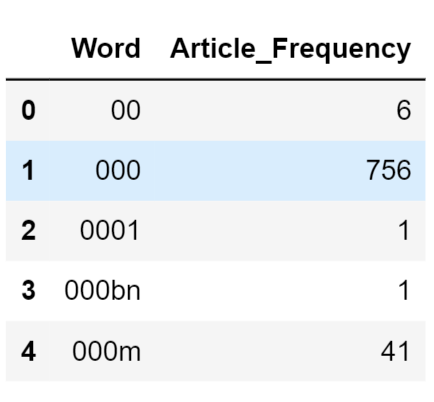 Word Article_Frequency
0 00 6
1 000 756
2 0001 1
3 000bn 1
4 000m 41